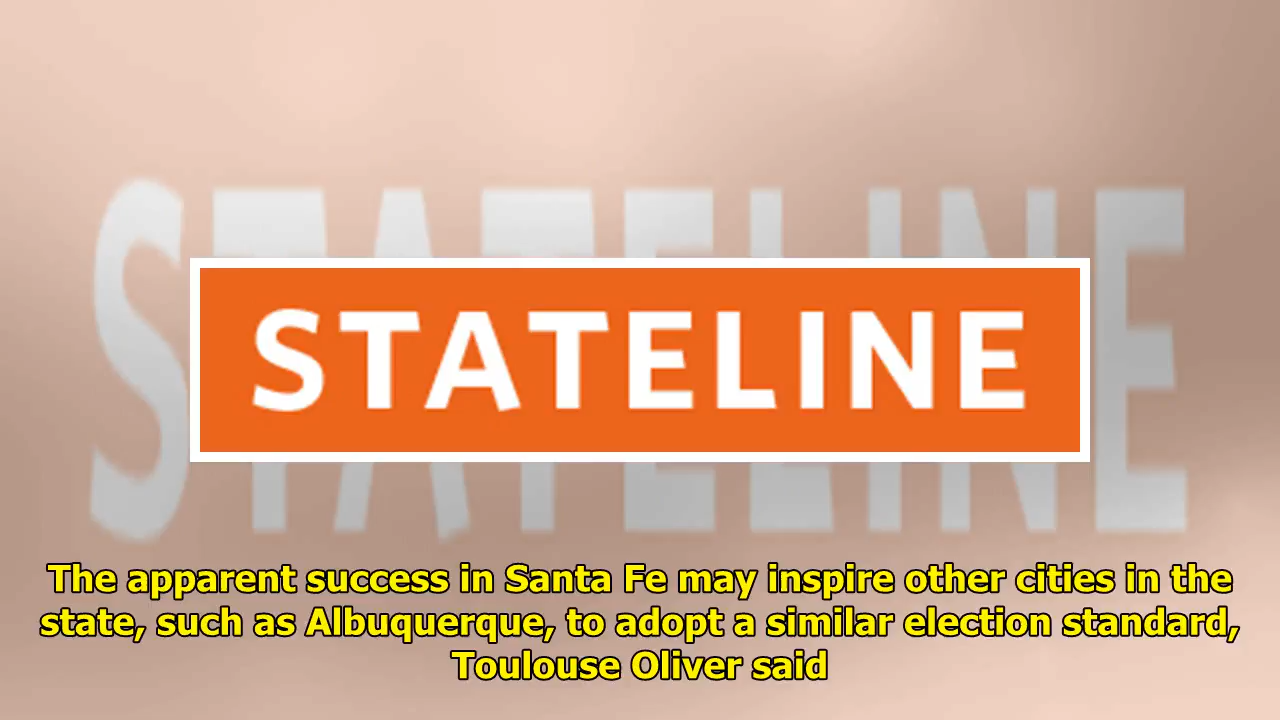 STATELINE
STATELINE
The apparent success in Santa Fe may inspire other cities in the
state, such as Albuquerque, to adopt a similar election standard,
Toulouse Oliver said